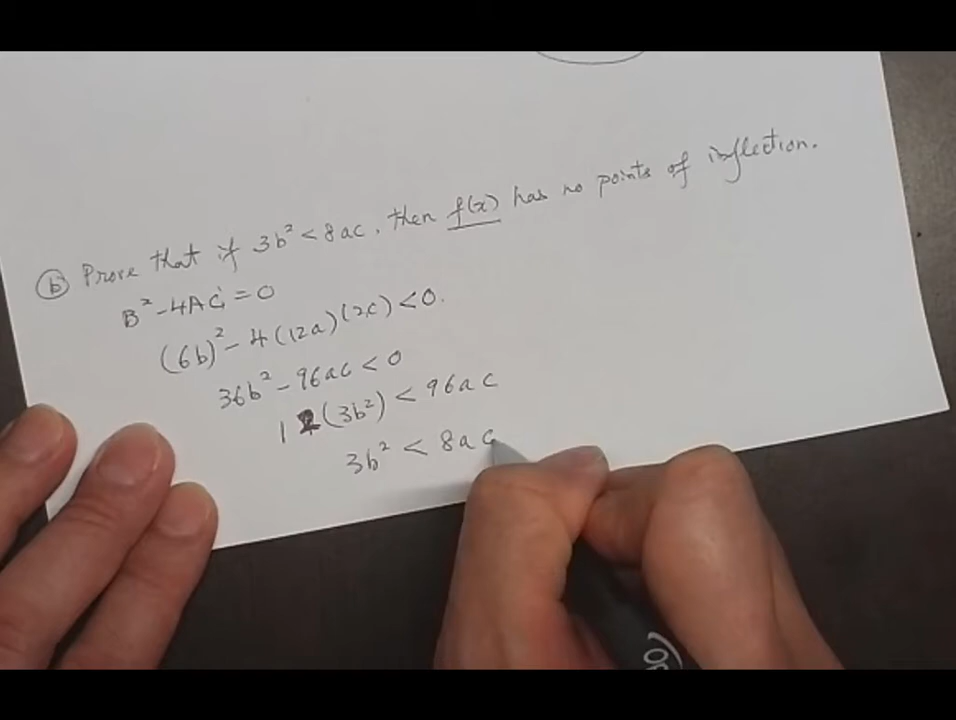 (b) Prove that if 3b² < 8ac, then f(x) has no points of inflection.
B² - 4AC = 0
(6b)² - 4(12a)(2c) < 0.
36b² - 96ac < 0
12(3b²) < 96ac
3b² < 8ac